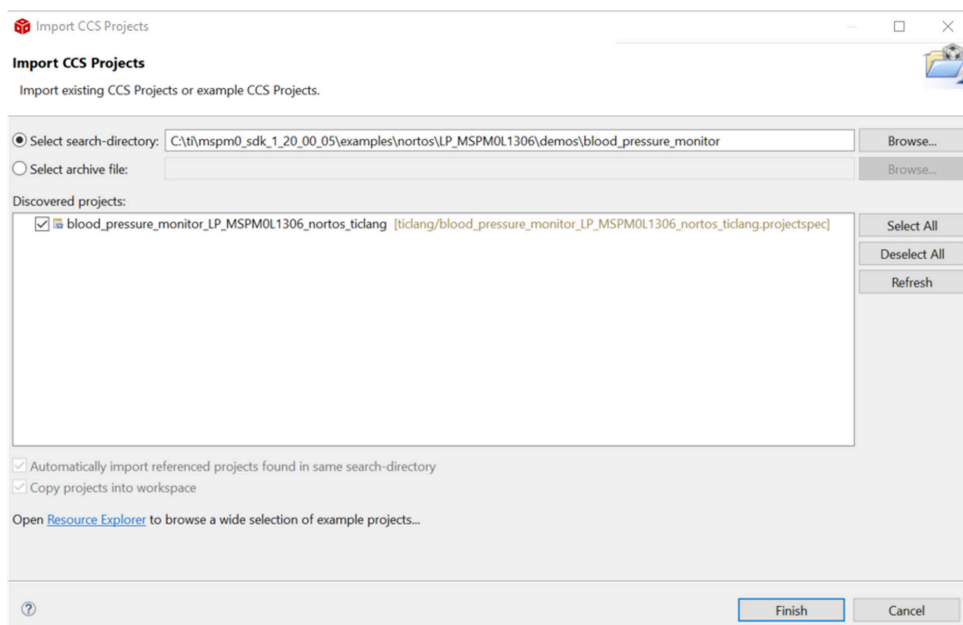 Import CCS Projects
Import CCS Projects
Import existing CCS Projects or example CCS Projects.
Select search-directory: C:\ti\mspm0_sdk_1_20_00_05\examples\nortos\LP_MSPM0L1306\demos\blood_pressure_monitor Browse...
Select archive file: Browse...
Discovered projects:
blood_pressure_monitor_LP_MSPM0L1306_nortos_ticlang [ticlang/blood_pressure_monitor_LP_MSPM0L1306_nortos_ticlang.projectspec] Select All
Deselect All
Refresh
Automatically import referenced projects found in same search-directory
Copy projects into workspace
Open Resource Explorer to browse a wide selection of example projects...
? Finish Cancel